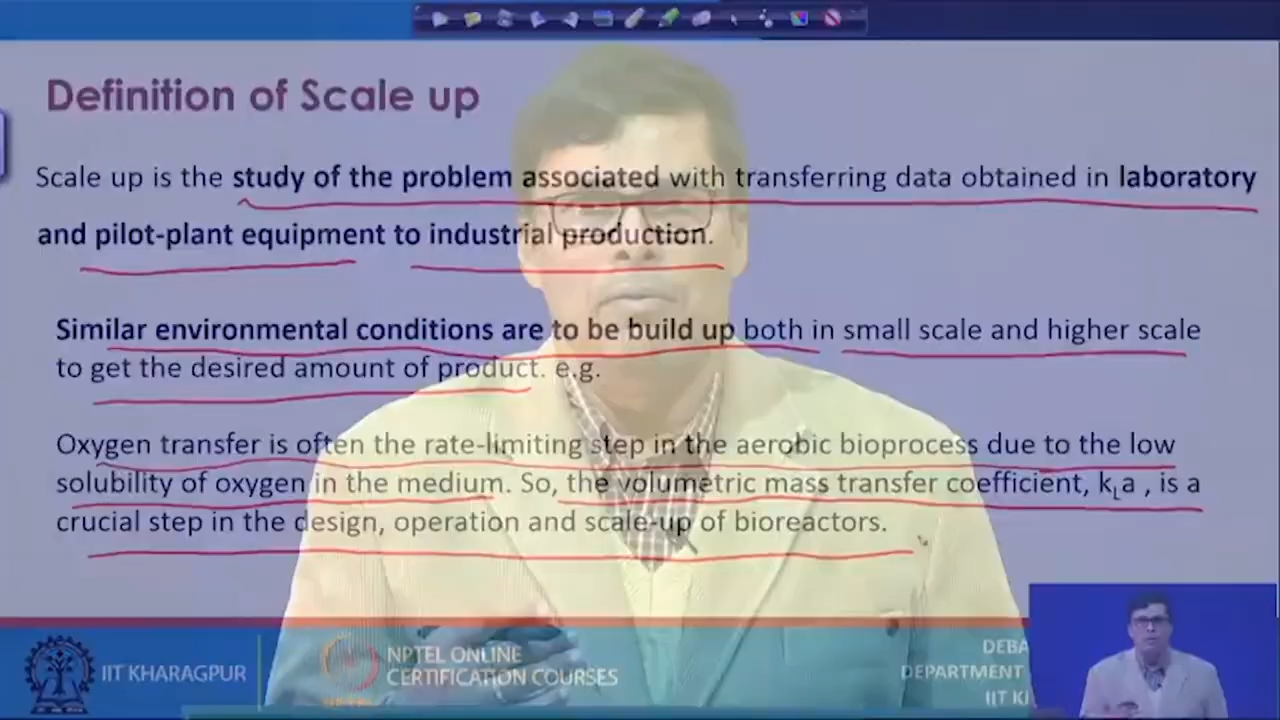 Definition of Scale up
Scale up is the study of the problem associated with transferring data obtained in laboratory
and pilot-plant equipment to industrial production.
Similar environmental conditions are to be build up both in small scale and higher scale
to get the desired amount of product. e.g.
Oxygen transfer is often the rate-limiting step in the aerobic bioprocess due to the low
solubility of oxygen in the medium. So, the volumetric mass transfer coefficient, kLa , is a
crucial step in the design, operation and scale-up of bioreactors.
IIT KHARAGPUR
NPTEL ONLINE
CERTIFICATION COURSES
DEBA
DEPARTMENT
IIT K